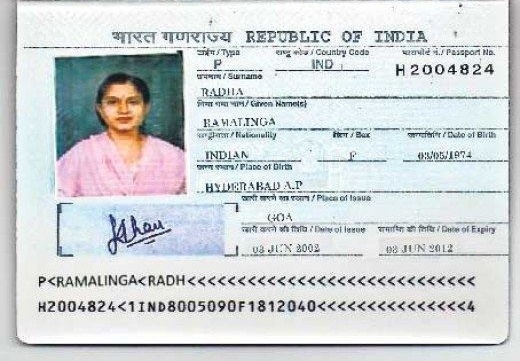 भारत गणराज्य REPUBLIC OF INDIA
टाईप / Type राष्ट्र कोड / Country Code पासपोर्ट नं. / Passport No.
P IND H2004824
उपनाम / Surname
RADHA
दिया गया नाम / Given Name(s)
RAMALINGA
राष्ट्रीयता / Nationality लिंग / Sex जन्मतिथि / Date of Birth
INDIAN F 03/05/1974
जन्म स्थान / Place of Birth
HYDERABAD A.P
जारी करने का स्थान / Place of Issue
GOA
जारी करने की तिथि / Date of Issue समाप्ति की तिथि / Date of Expiry
03 JUN 2002 03 JUN 2012
P<RAMALINGA<RADH<<<<<<<<<<<<<<<<<<<<<<<<<<<<
H2004824<1IND8005090F1812040<<<<<<<<<<<<<<<4